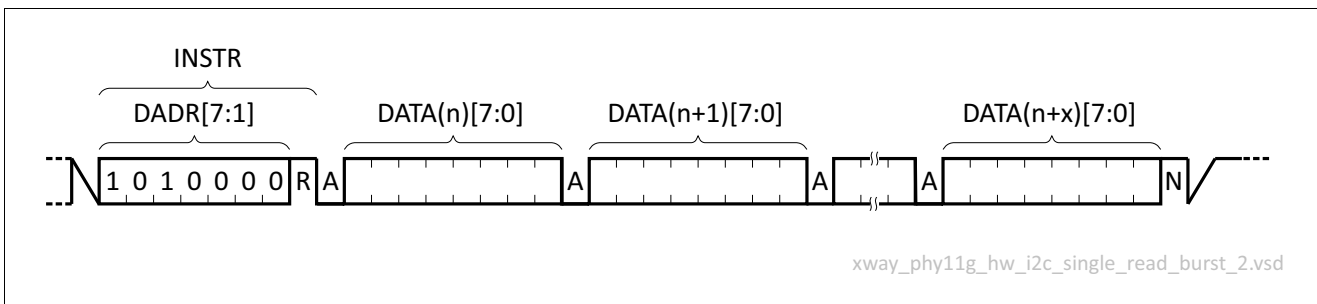 INSTR
DADR[7:1] DATA(n)[7:0] DATA(n+1)[7:0] DATA(n+x)[7:0]
1 0 1 0 0 0 0 R A A A A N
xway_phy11g_hw_i2c_single_read_burst_2.vsd